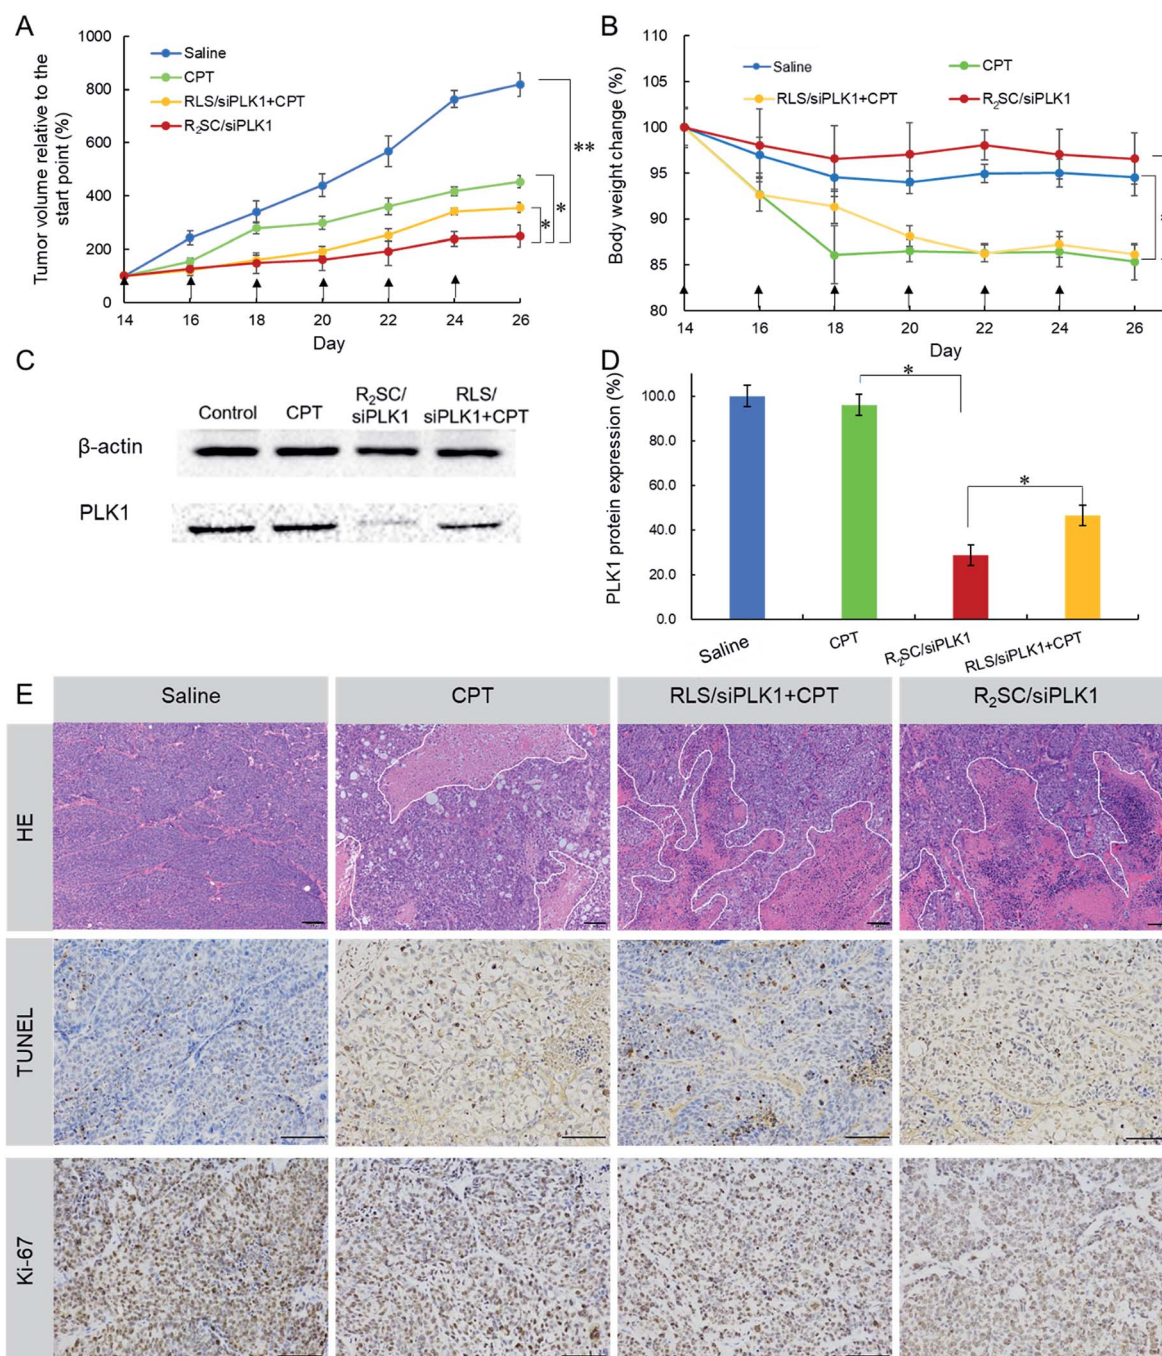 A
Tumor volume relative to the
start point (%)
1000
800
600
400
200
0
Saline
CPT
RLS/siPLK1+CPT
R₂SC/siPLK1
**
*
*
14 16 18 20 22 24 26
Day
B
Body weight change (%)
110
105
100
95
90
85
80
Saline
CPT
RLS/siPLK1+CPT
R₂SC/siPLK1
14 16 18 20 22 24 26
Day
C
Control CPT R₂SC/ RLS/
siPLK1 siPLK1+CPT
β-actin
PLK1
D
PLK1 protein expression (%)
100.0
80.0
60.0
40.0
20.0
0.0
*
*
Saline CPT R₂SC/siPLK1 RLS/siPLK1+CPT
E
Saline CPT RLS/siPLK1+CPT R₂SC/siPLK1
HE
TUNEL
Ki-67